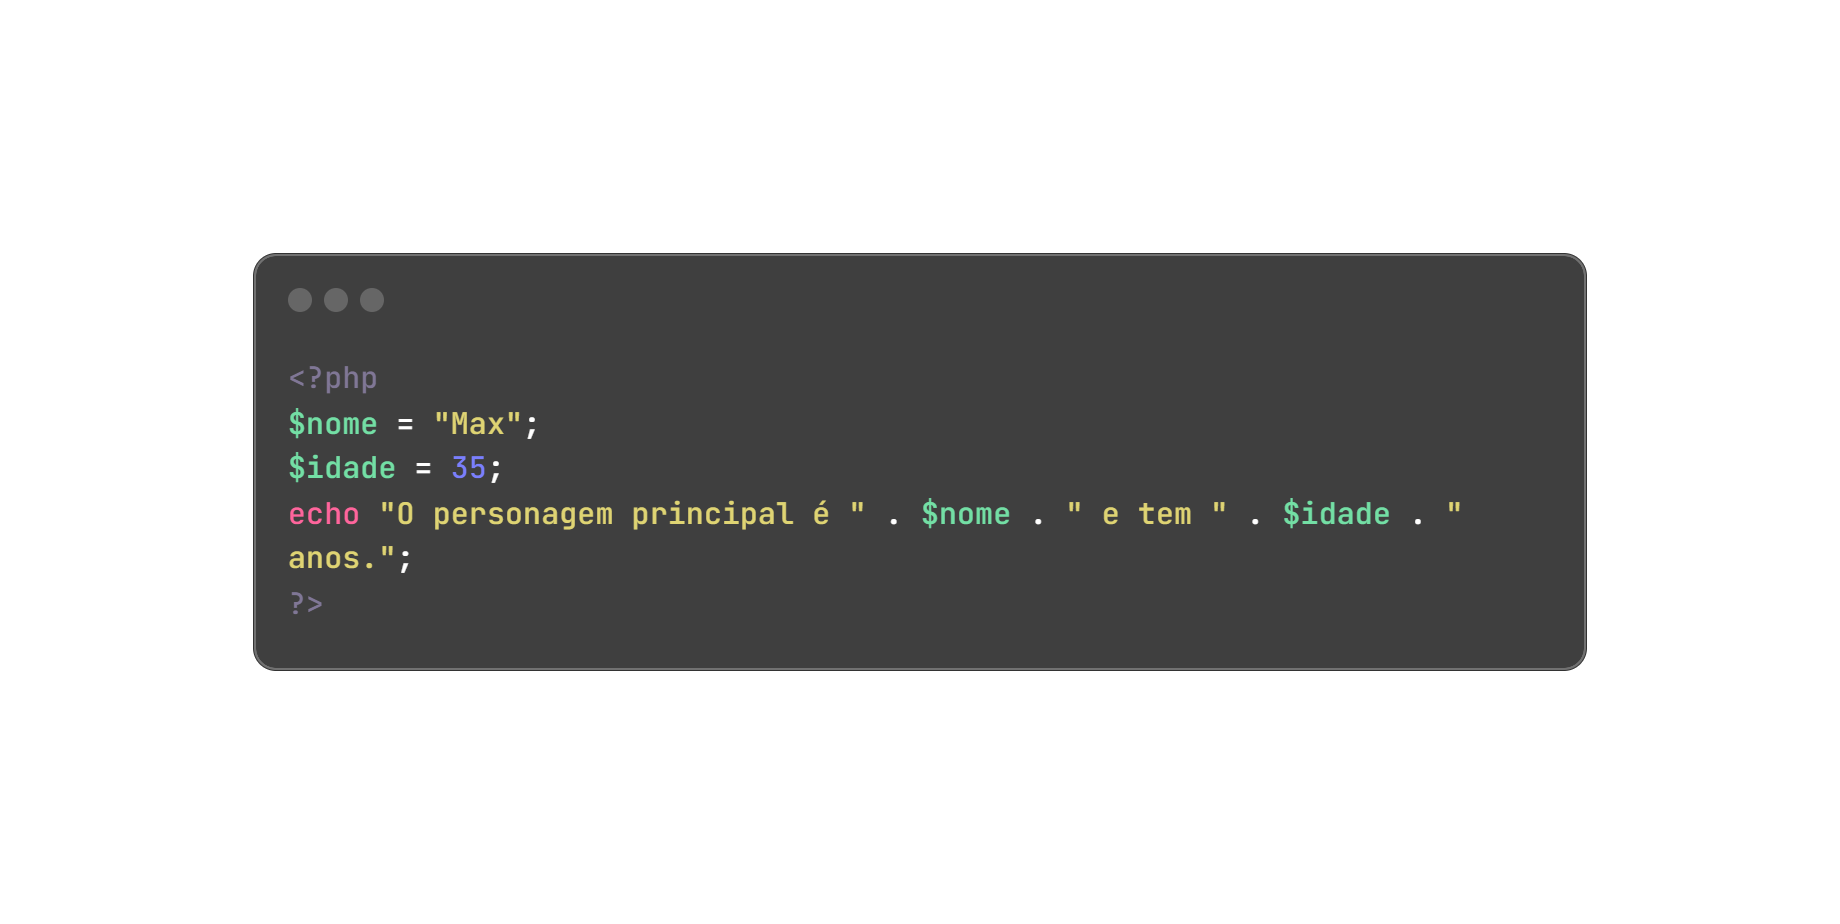 <?php
$nome = "Max";
$idade = 35;
echo "O personagem principal é " . $nome . " e tem " . $idade . "
anos.";
?>